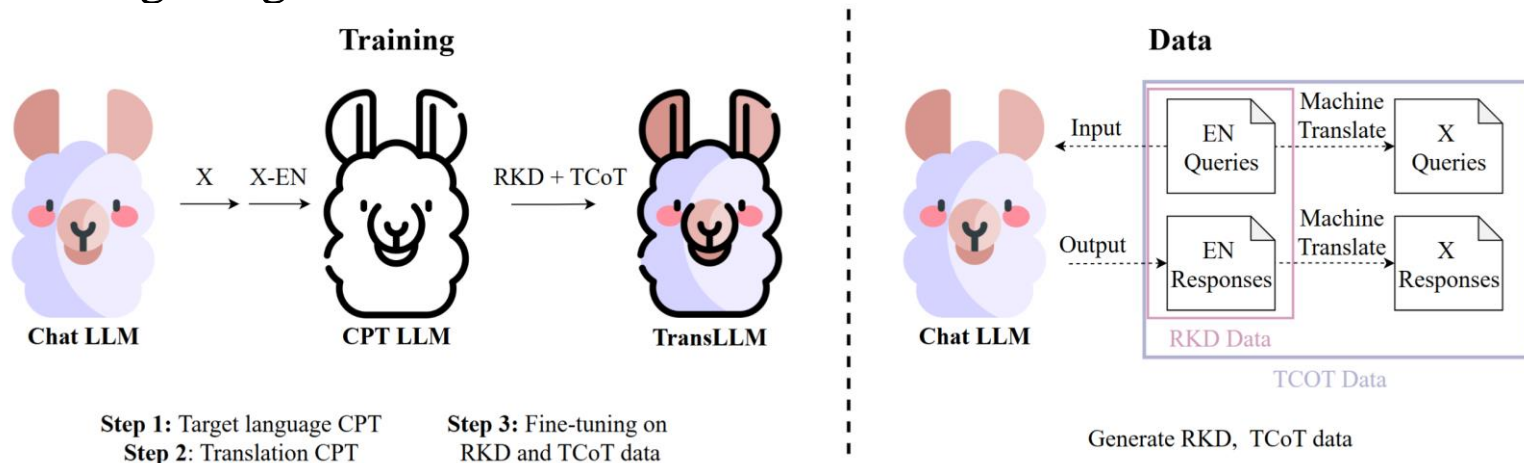 Training
X
X-EN
RKD + TCoT
Chat LLM
CPT LLM
TransLLM
Step 1: Target language CPT
Step 2: Translation CPT
Step 3: Fine-tuning on
RKD and TCoT data
Data
Input
EN
Queries
Machine
Translate
X
Queries
Output
EN
Responses
Machine
Translate
X
Responses
Chat LLM
RKD Data
TCOT Data
Generate RKD, TCoT data